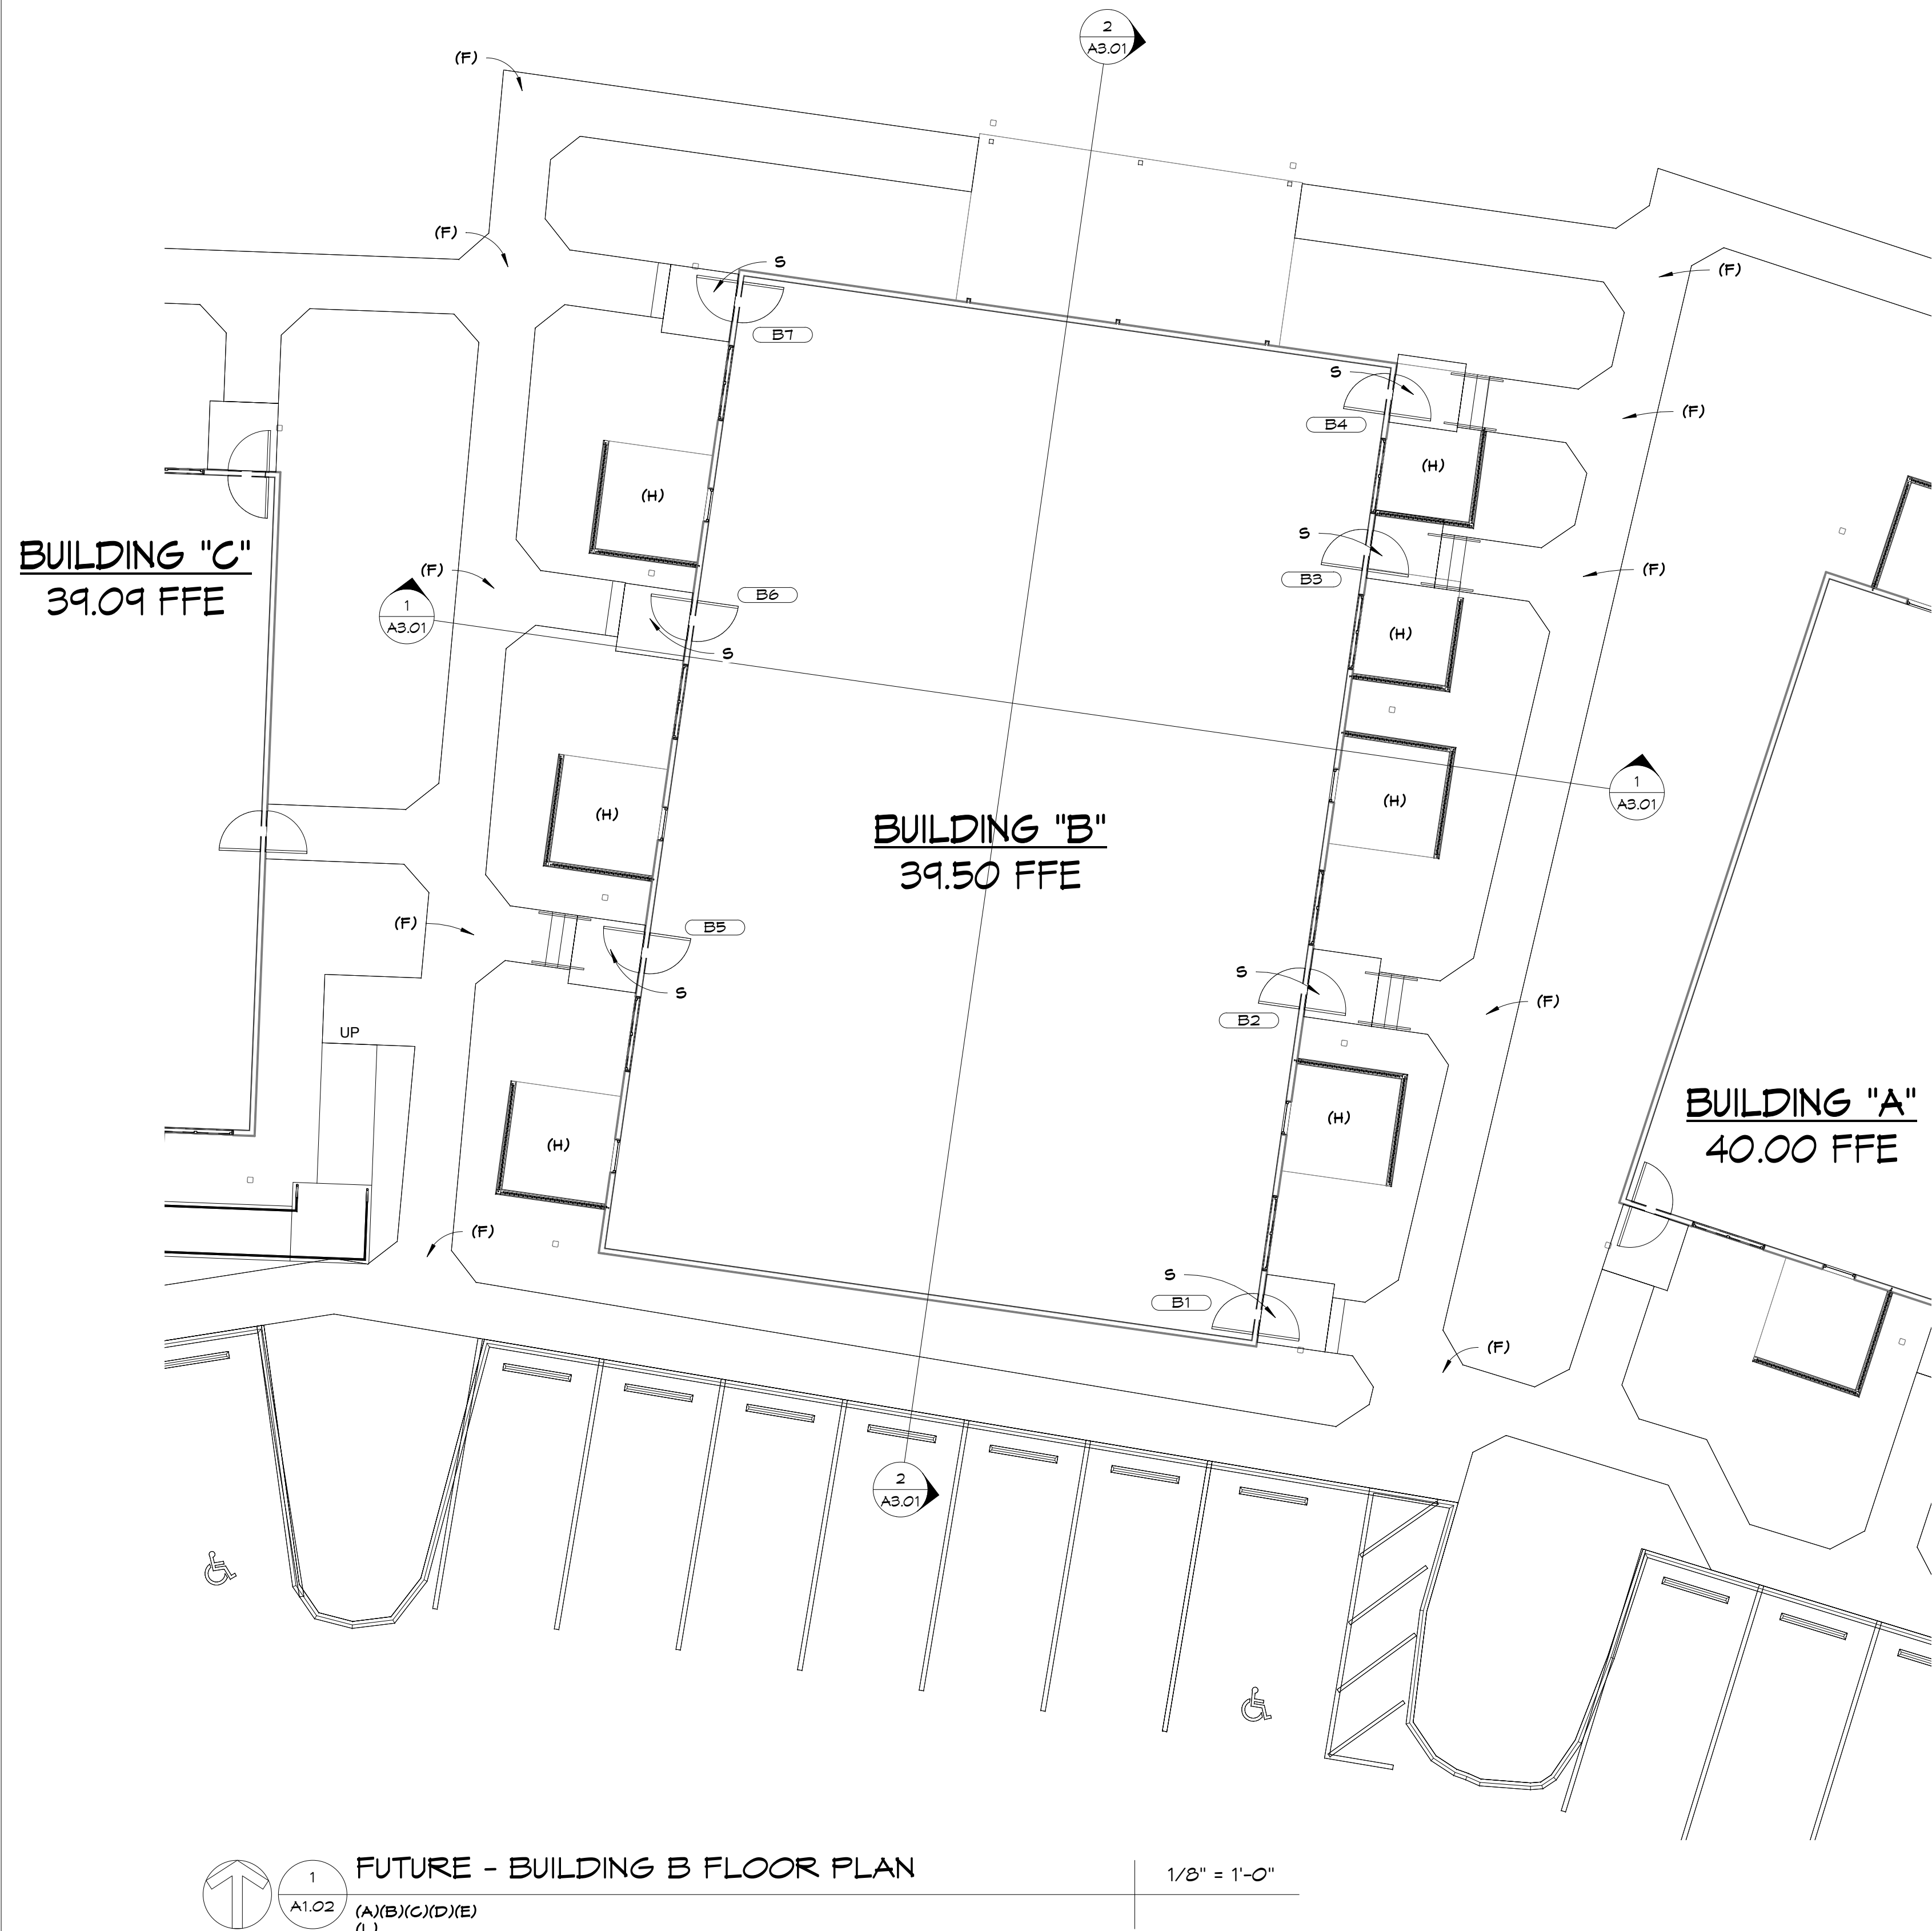 2
A3.01
(F)
(F)
S
(F)
B7
S
(F)
B4
(H)
(H)
S
BUILDING "C"
39.09 FFE
(F)
B3
(F)
1
A3.01
B6
(H)
S
1
A3.01
(H)
(H)
BUILDING "B"
39.50 FFE
(F)
B5
S
S
(F)
B2
UP
BUILDING "A"
40.00 FFE
(H)
(H)
(F)
S
B1
(F)
2
A3.01
1
A1.02
FUTURE - BUILDING B FLOOR PLAN
1/8" = 1'-0"
(A)(B)(C)(D)(E)
(L)